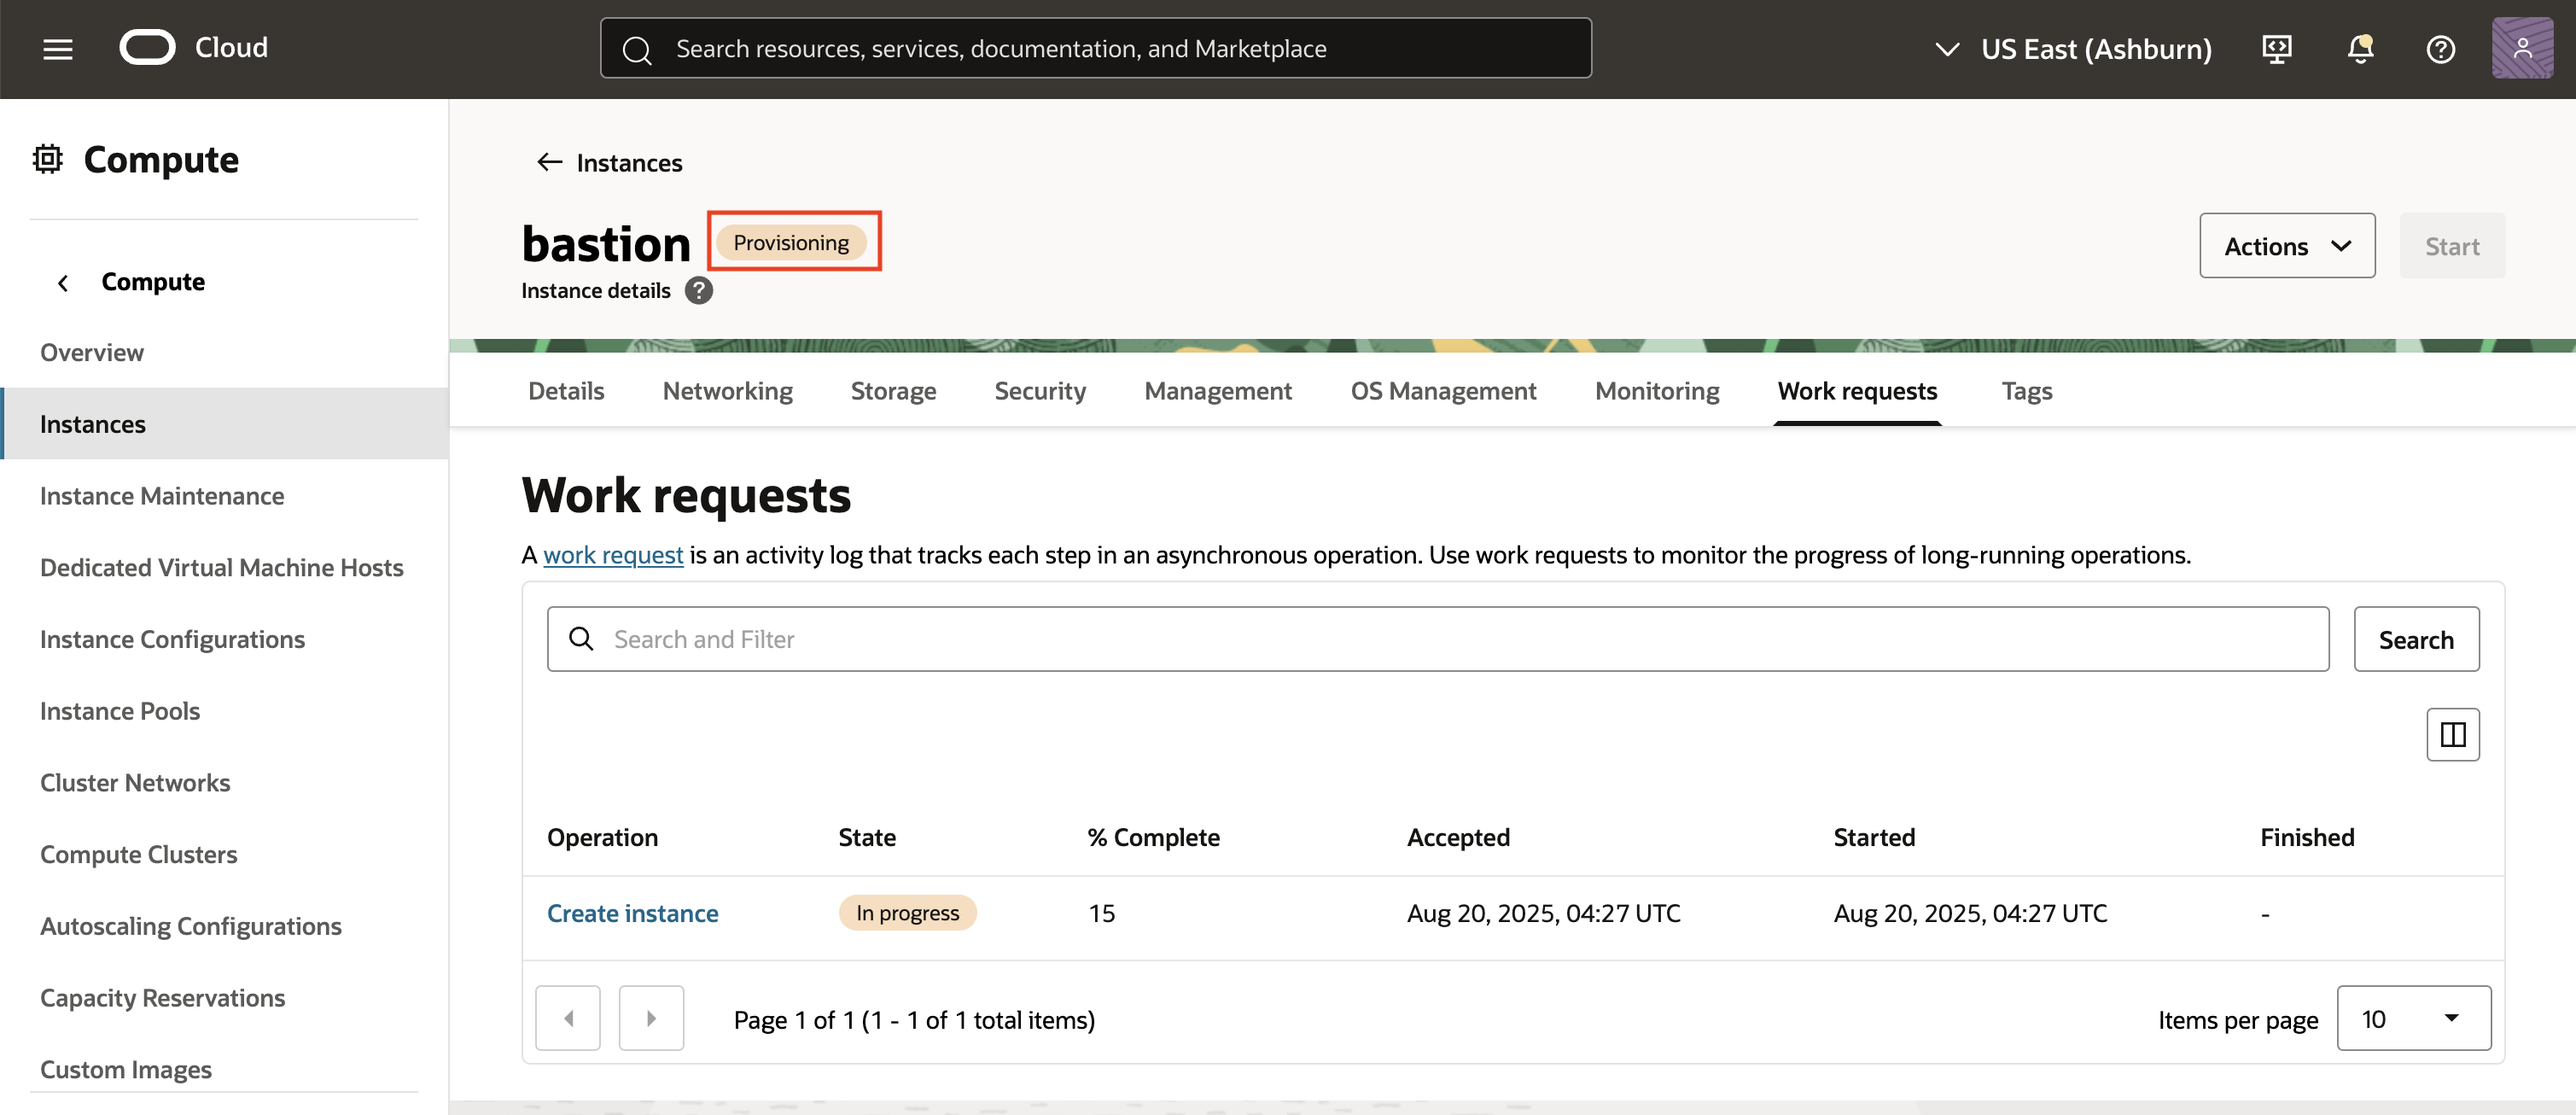 Cloud
Search resources, services, documentation, and Marketplace
US East (Ashburn)
Compute
Compute
Overview
Instances
Instance Maintenance
Dedicated Virtual Machine Hosts
Instance Configurations
Instance Pools
Cluster Networks
Compute Clusters
Autoscaling Configurations
Capacity Reservations
Custom Images
Instances
bastion Provisioning
Instance details ?
Actions Start
Details Networking Storage Security Management OS Management Monitoring Work requests Tags
Work requests
A work request is an activity log that tracks each step in an asynchronous operation. Use work requests to monitor the progress of long-running operations.
Search and Filter Search
Operation State % Complete Accepted Started Finished
Create instance In progress 15 Aug 20, 2025, 04:27 UTC Aug 20, 2025, 04:27 UTC -
Page 1 of 1 (1 - 1 of 1 total items) Items per page 10